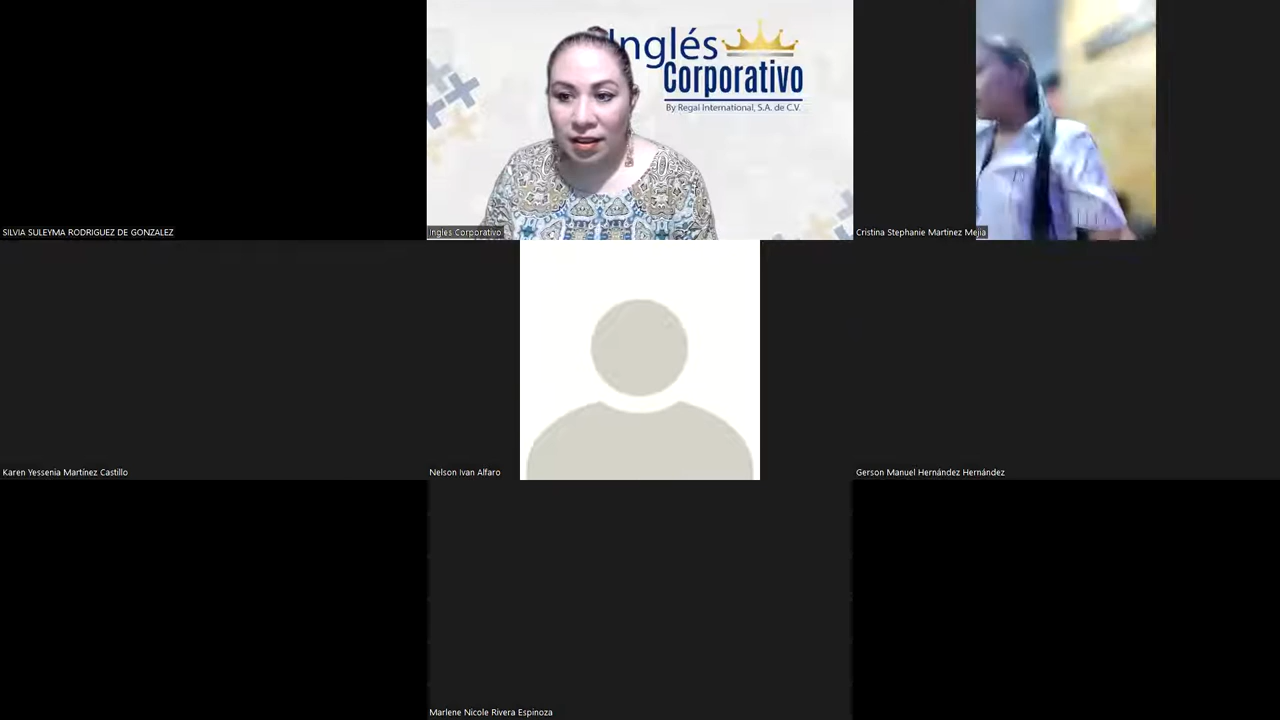 Inglés
Corporativo
By Regal International, S.A. de C.V.
SILVIA SULEYMA RODRIGUEZ DE GONZALEZ
Ingles Corporativo
Cristina Stephanie Martinez Mejia
Karen Yessenia Martínez Castillo
Nelson Ivan Alfaro
Gerson Manuel Hernández Hernández
Marlene Nicole Rivera Espinoza